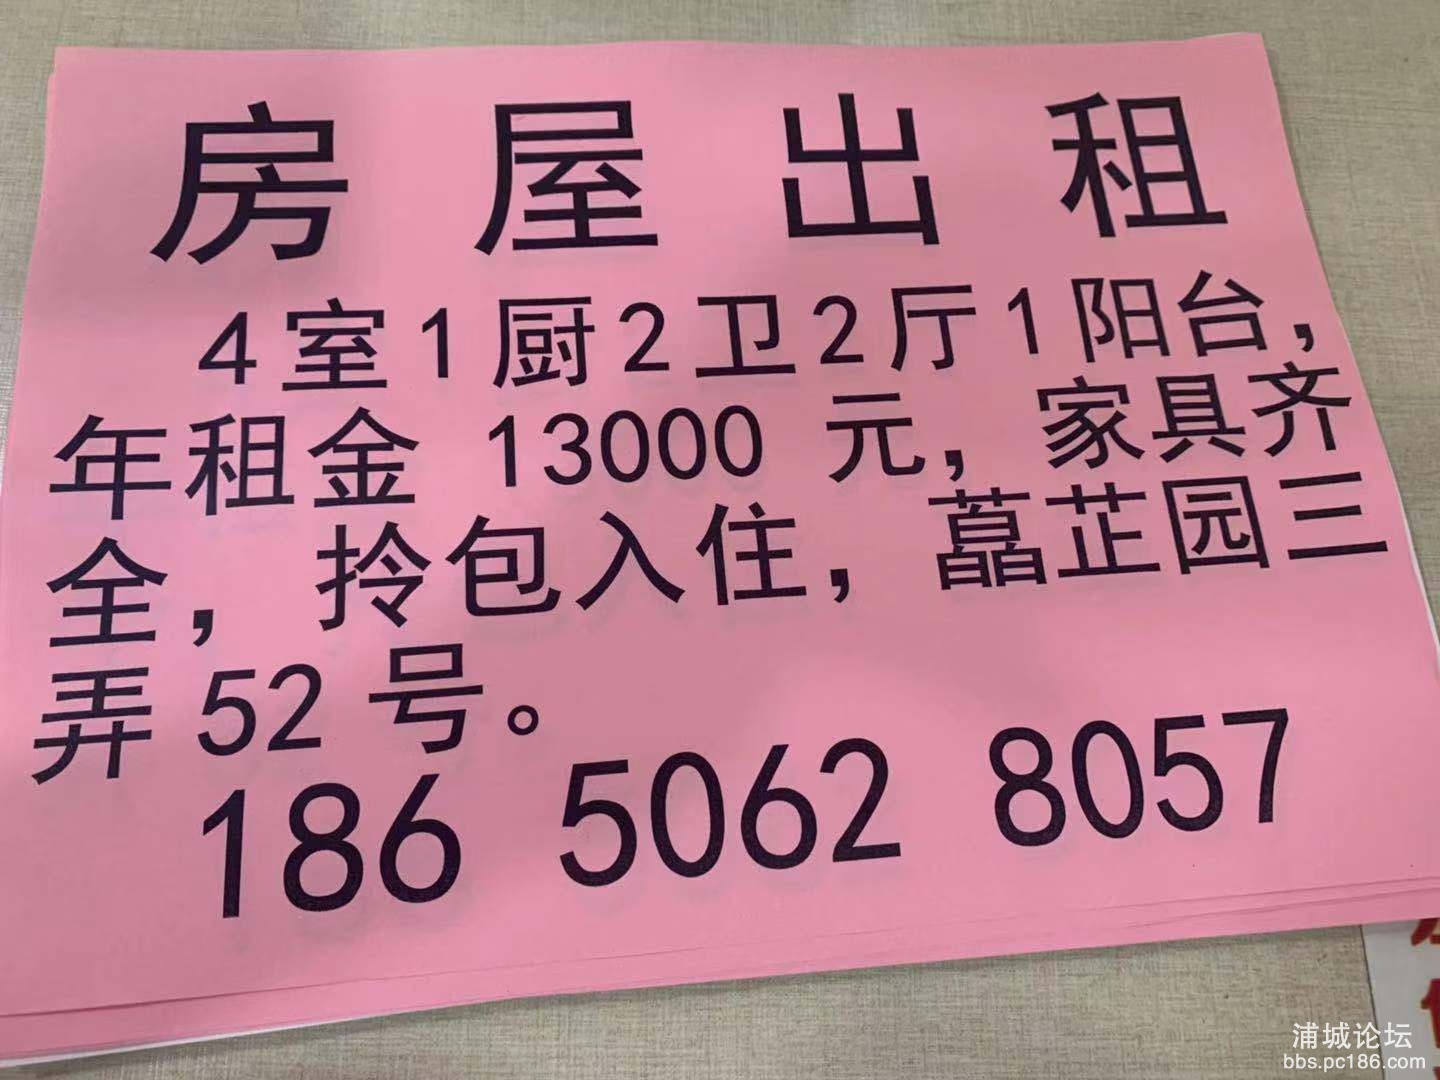 房屋出租
4室1厨2卫2厅1阳台，
年租金 13000 元，家具齐
全，拎包入住，藠芷园三
弄 52 号。
186 5062 8057
浦城论坛
bbs.pc186.com